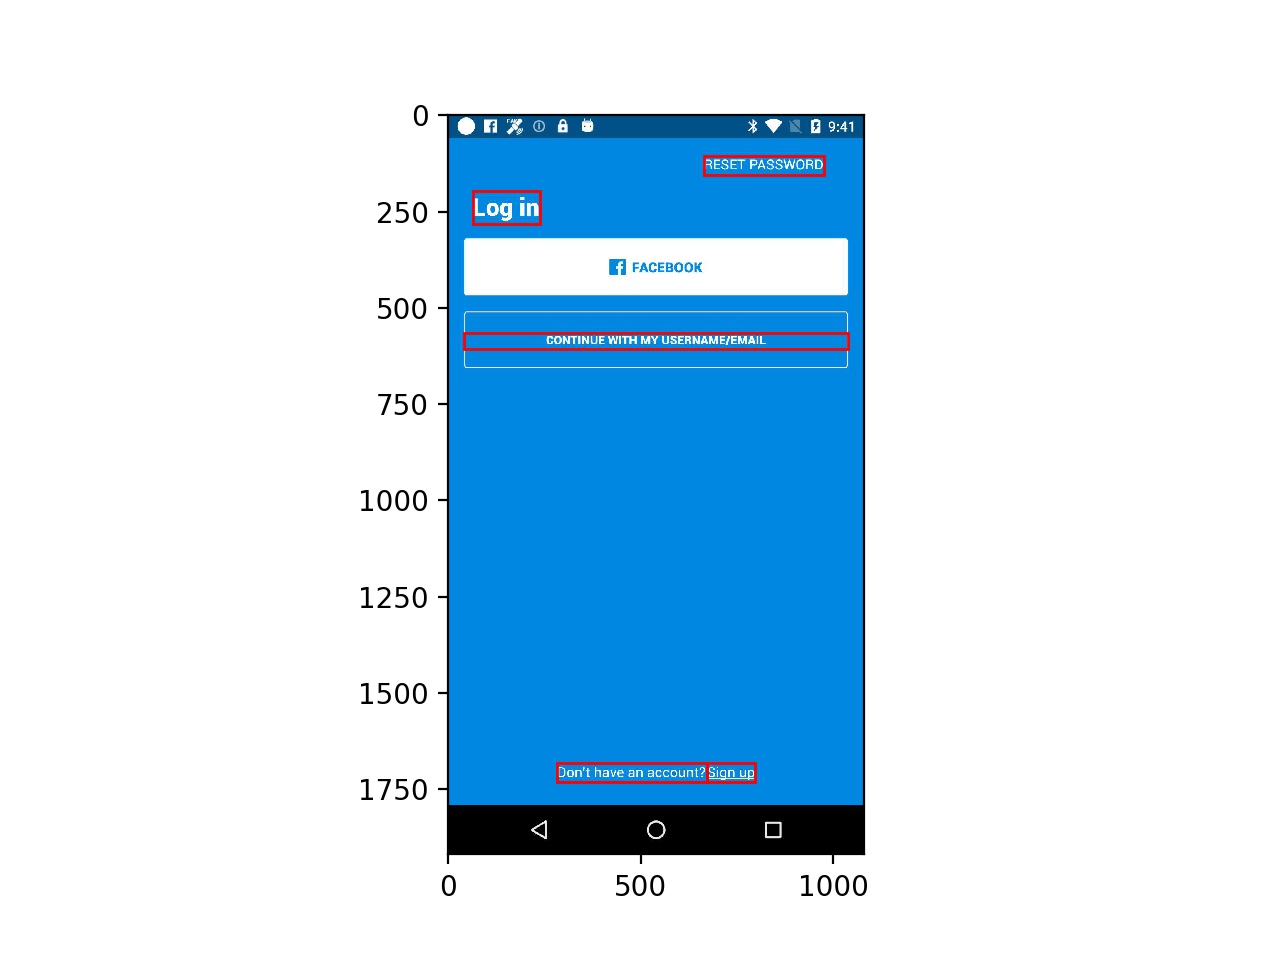 0
9:41
RESET PASSWORD
Log in
250
FACEBOOK
500
CONTINUE WITH MY USERNAME/EMAIL
750
1000
1250
1500
Don't have an account? Sign up
1750
0 500 1000